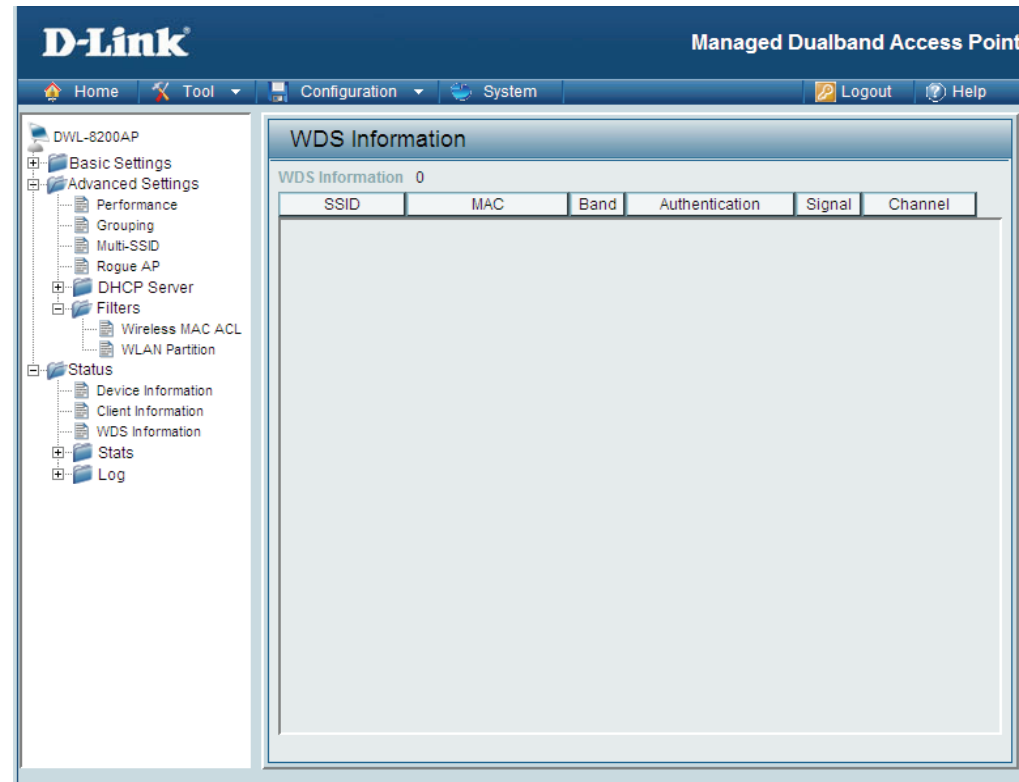 D-Link
Managed Dualband Access Point
Home Tool Configuration System Logout Help
DWL-8200AP
Basic Settings
Advanced Settings
Performance
Grouping
Multi-SSID
Rogue AP
DHCP Server
Filters
Wireless MAC ACL
WLAN Partition
Status
Device Information
Client Information
WDS Information
Stats
Log
WDS Information
WDS Information 0
SSID MAC Band Authentication Signal Channel